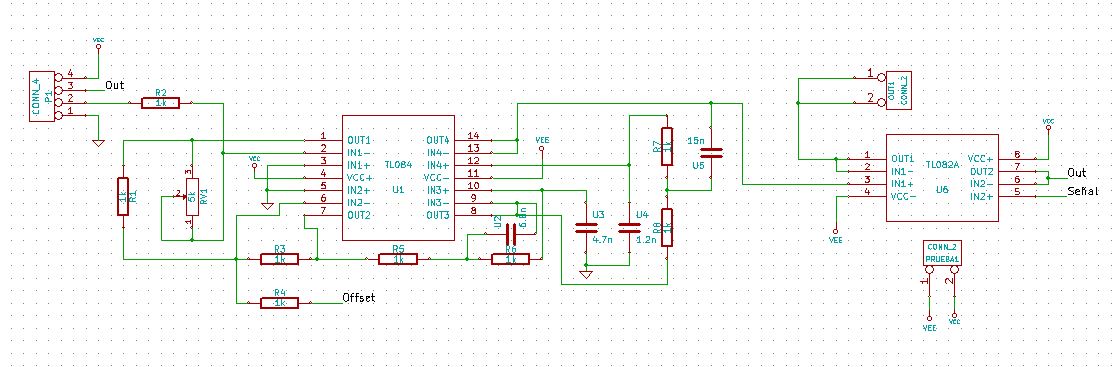 VCC
CONN_4
P1
4
3
2
1
Out
R2
1k
R1
1k
3
2
1
5k
RV1
VCC
1
2
3
4
5
6
7
OUT1
IN1-
IN1+
VCC+
IN2+
IN2-
OUT2
TL084
U1
OUT4
IN4-
IN4+
VCC-
IN3+
IN3-
OUT3
14
13
12
11
10
9
8
VEE
R3
1k
R4
1k
Offset
R5
1k
R6
1k
U2
U3
4.7n
U4
1.2n
R7
1k
R8
1k
15n
U5
1
2
OUT1
CONN_2
1
2
3
4
OUT1
IN1-
IN1+
VCC-
TL082A
U6
VCC+
OUT2
IN2-
IN2+
8
7
6
5
VCC
Out
Señal
VEE
CONN_2
PRUEBA1
1
2
VEE
VCC